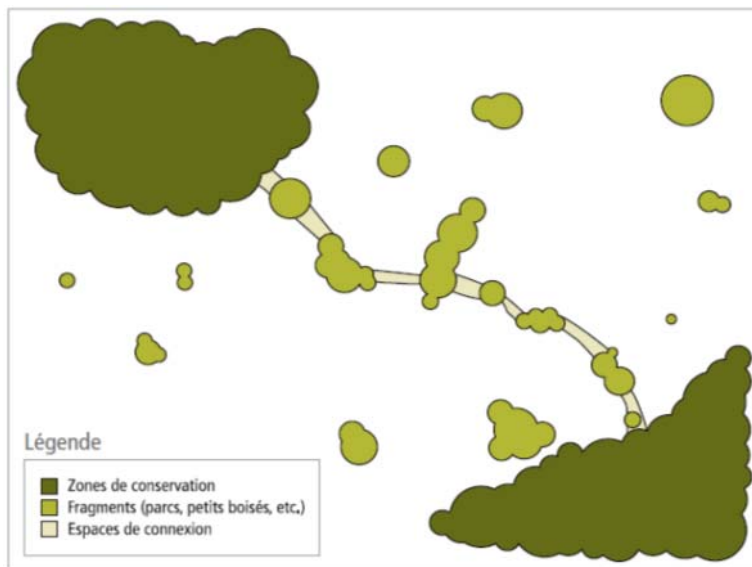 Légende
Zones de conservation
Fragments (parcs, petits boisés, etc.)
Espaces de connexion